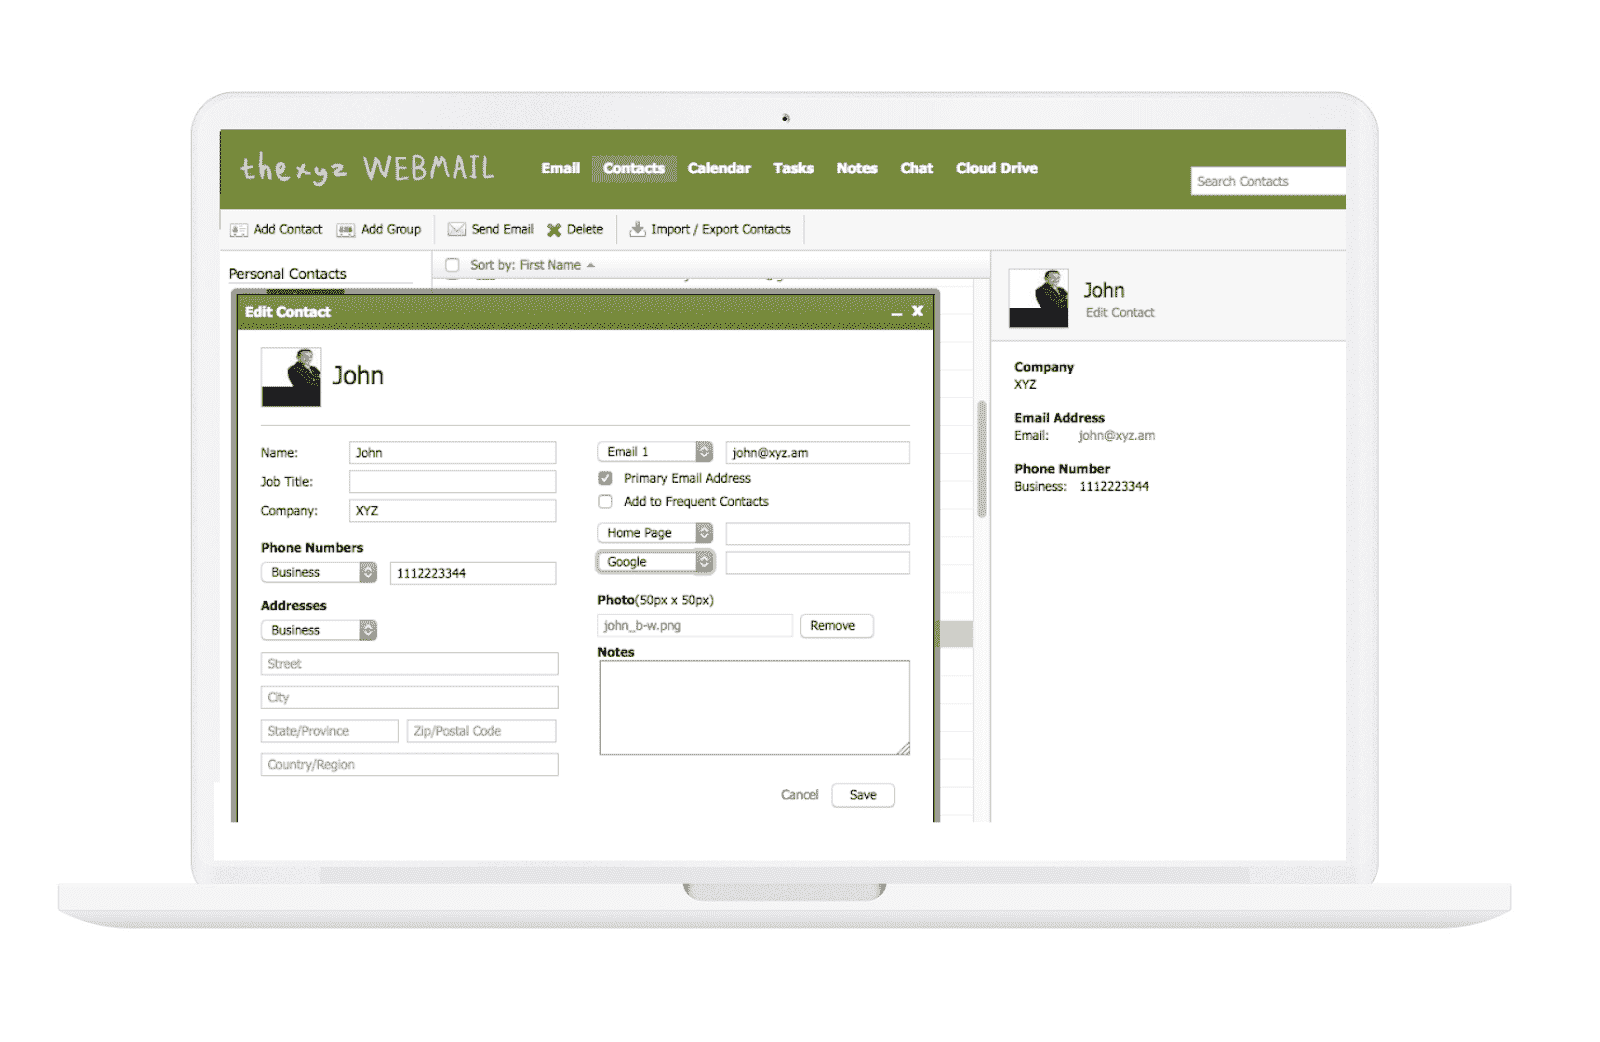 thexyz WEBMAIL
Email Contacts Calendar Tasks Notes Chat Cloud Drive
Search Contacts
Add Contact Add Group Send Email Delete Import / Export Contacts
Personal Contacts
Sort by: First Name
Edit Contact
John
Name: John
Job Title:
Company: XYZ
Phone Numbers
Business 1112223344
Addresses
Business
Street
City
State/Province Zip/Postal Code
Country/Region
Email 1 john@xyz.am
Primary Email Address
Add to Frequent Contacts
Home Page
Google
Photo(50px x 50px)
john_b-w.png Remove
Notes
Cancel Save
John
Edit Contact
Company
XYZ
Email Address
Email: john@xyz.am
Phone Number
Business: 1112223344